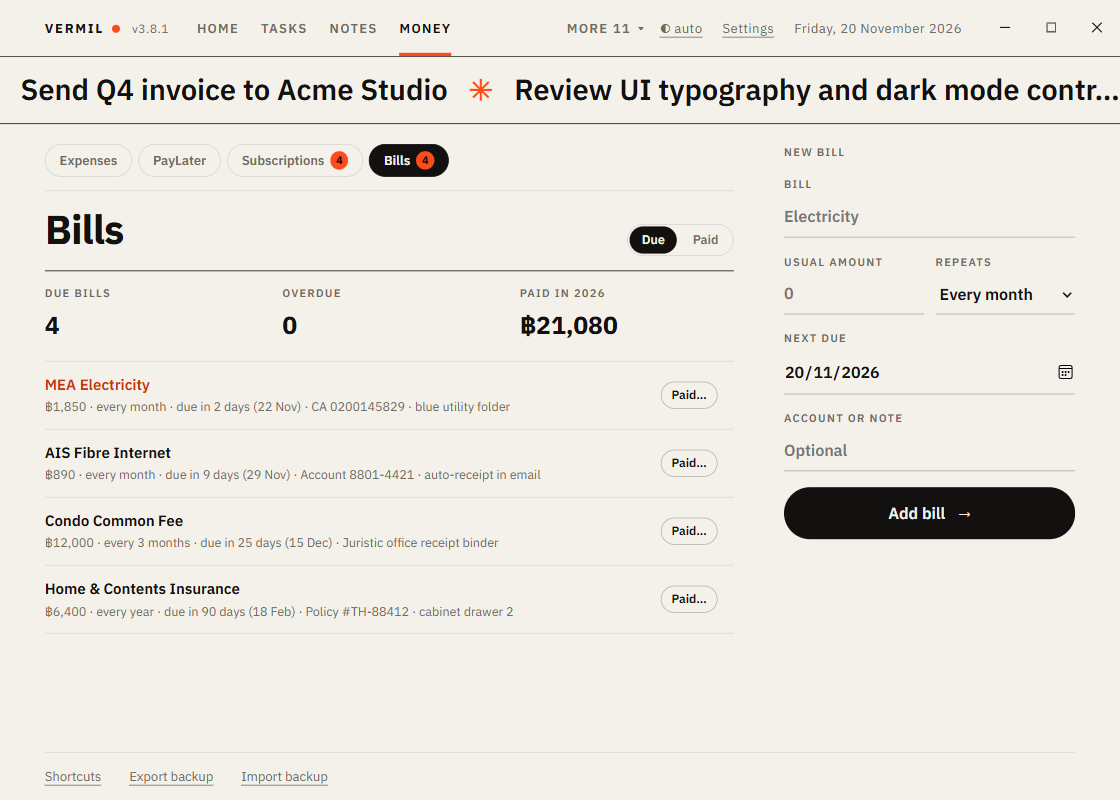 VERMIL v3.8.1 HOME TASKS NOTES MONEY MORE 11 auto Settings Friday, 20 November 2026
Send Q4 invoice to Acme Studio ✳ Review UI typography and dark mode contr...
Expenses PayLater Subscriptions 4 Bills 4
Bills
Due Paid
DUE BILLS OVERDUE PAID IN 2026
4 0 ฿21,080
MEA Electricity
฿1,850 · every month · due in 2 days (22 Nov) · CA 0200145829 · blue utility folder
Paid...
AIS Fibre Internet
฿890 · every month · due in 9 days (29 Nov) · Account 8801-4421 · auto-receipt in email
Paid...
Condo Common Fee
฿12,000 · every 3 months · due in 25 days (15 Dec) · Juristic office receipt binder
Paid...
Home & Contents Insurance
฿6,400 · every year · due in 90 days (18 Feb) · Policy #TH-88412 · cabinet drawer 2
Paid...
NEW BILL
BILL
Electricity
USUAL AMOUNT REPEATS
0 Every month
NEXT DUE
20/11/2026
ACCOUNT OR NOTE
Optional
Add bill →
Shortcuts Export backup Import backup